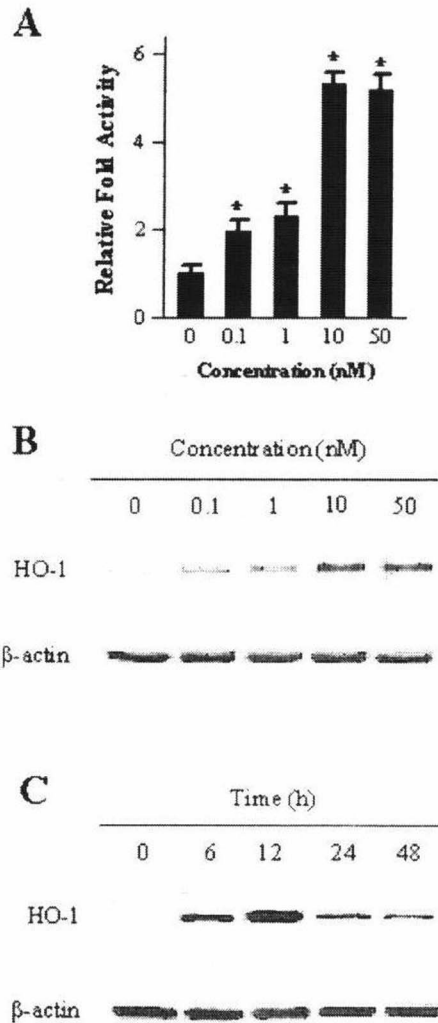 A
Relative Fold Activity
6
4
2
0
* * * *
0 0.1 1 10 50
Concentration (nM)
B
Concentration (nM)
0 0.1 1 10 50
HO-1
β-actin
C
Time (h)
0 6 12 24 48
HO-1
β-actin